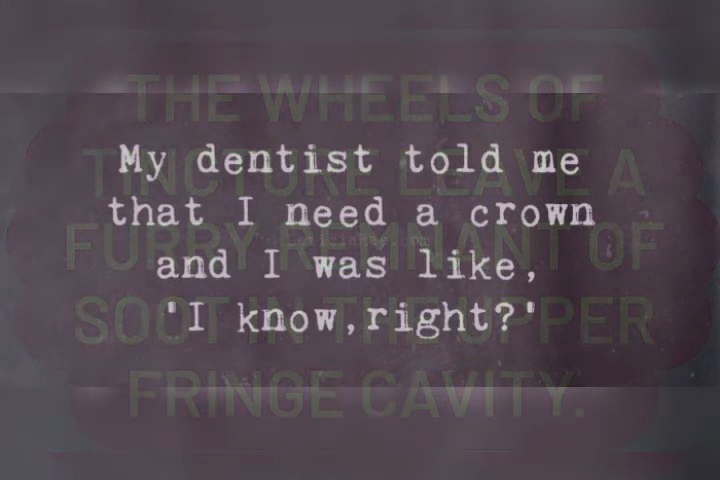 My dentist told me
that I need a crown
and I was like,
'I know,right?'
THE WHEELS OF
TINCTURE LEAVE A
FURRY REMNANT OF
SOOT IN THE UPPER
FRINGE CAVITY.